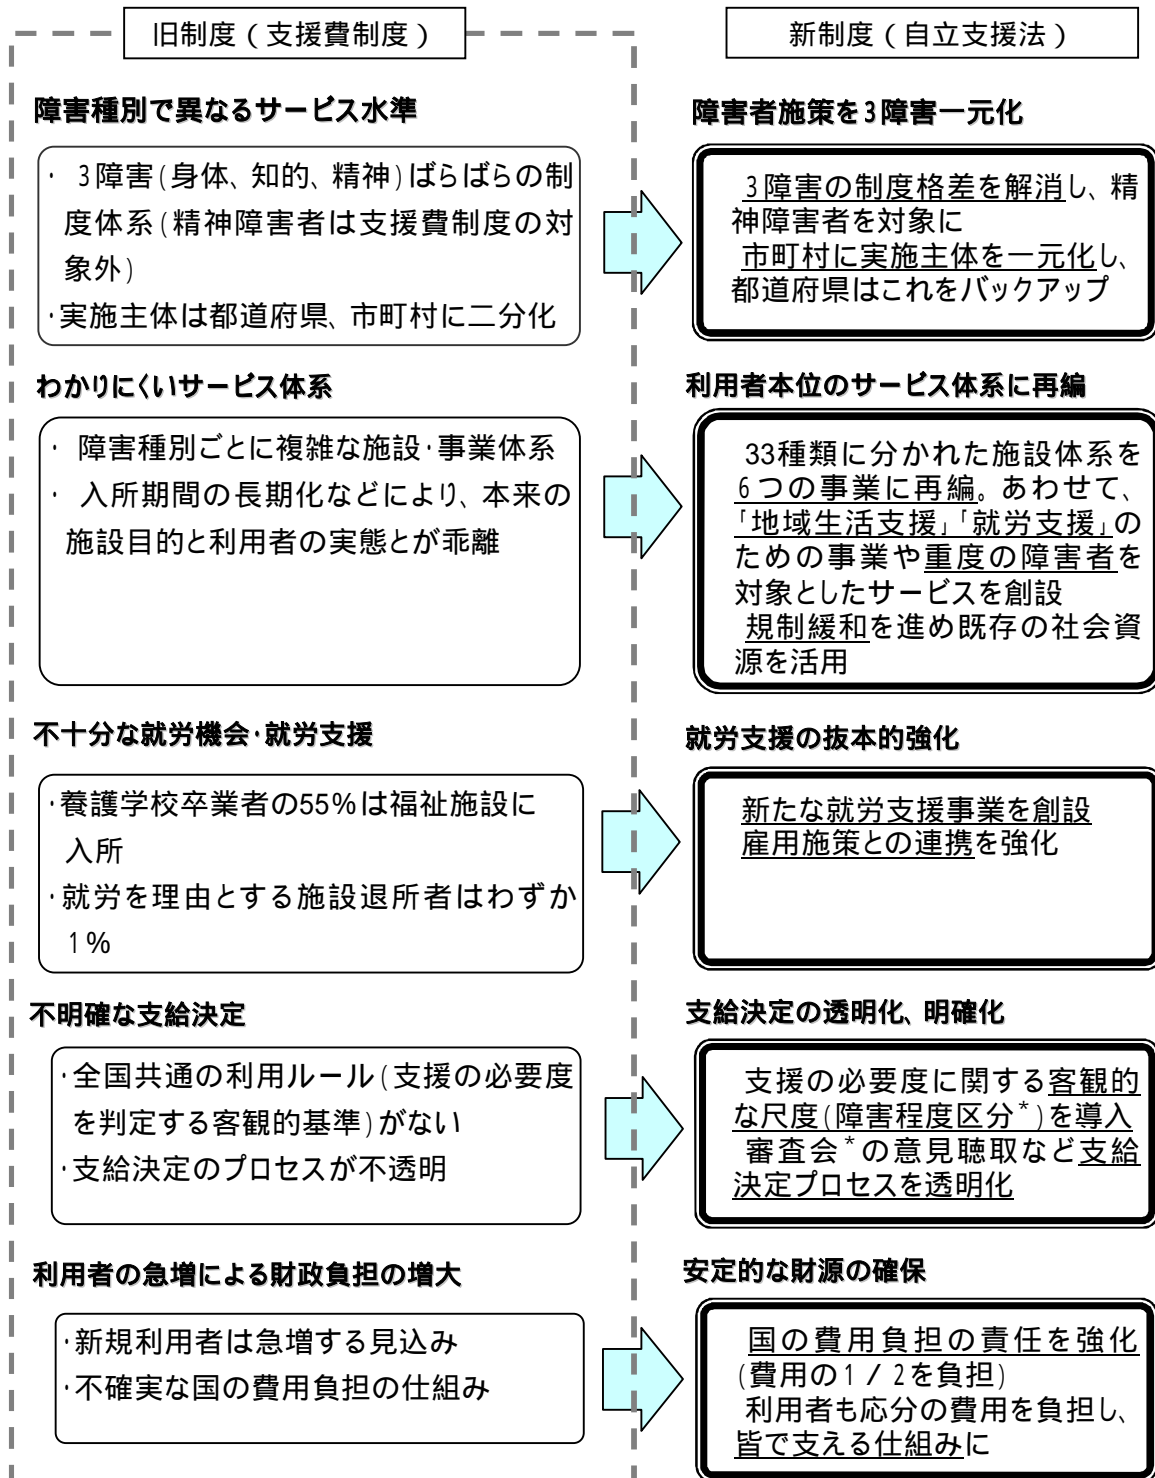 旧制度（支援費制度）
新制度（自立支援法）
障害種別で異なるサービス水準
・ 3障害(身体、知的、精神)ばらばらの制
度体系(精神障害者は支援費制度の対
象外)
・実施主体は都道府県、市町村に二分化
障害者施策を3障害一元化
3障害の制度格差を解消し、精
神障害者を対象に
市町村に実施主体を一元化し、
都道府県はこれをバックアップ
わかりにくいサービス体系
・ 障害種別ごとに複雑な施設・事業体系
・ 入所期間の長期化などにより、本来の
施設目的と利用者の実態とが乖離
利用者本位のサービス体系に再編
33種類に分かれた施設体系を
6つの事業に再編。あわせて、
「地域生活支援」「就労支援」の
ための事業や重度の障害者を
対象としたサービスを創設
規制緩和を進め既存の社会資
源を活用
不十分な就労機会・就労支援
・養護学校卒業者の55%は福祉施設に
入所
・就労を理由とする施設退所者はわずか
1%
就労支援の抜本的強化
新たな就労支援事業を創設
雇用施策との連携を強化
不明確な支給決定
・全国共通の利用ルール(支援の必要度
を判定する客観的基準)がない
・支給決定のプロセスが不透明
支給決定の透明化、明確化
支援の必要度に関する客観的
な尺度(障害程度区分*)を導入
審査会*の意見聴取など支給
決定プロセスを透明化
利用者の急増による財政負担の増大
・新規利用者は急増する見込み
・不確実な国の費用負担の仕組み
安定的な財源の確保
国の費用負担の責任を強化
(費用の1／2を負担)
利用者も応分の費用を負担し、
皆で支える仕組みに